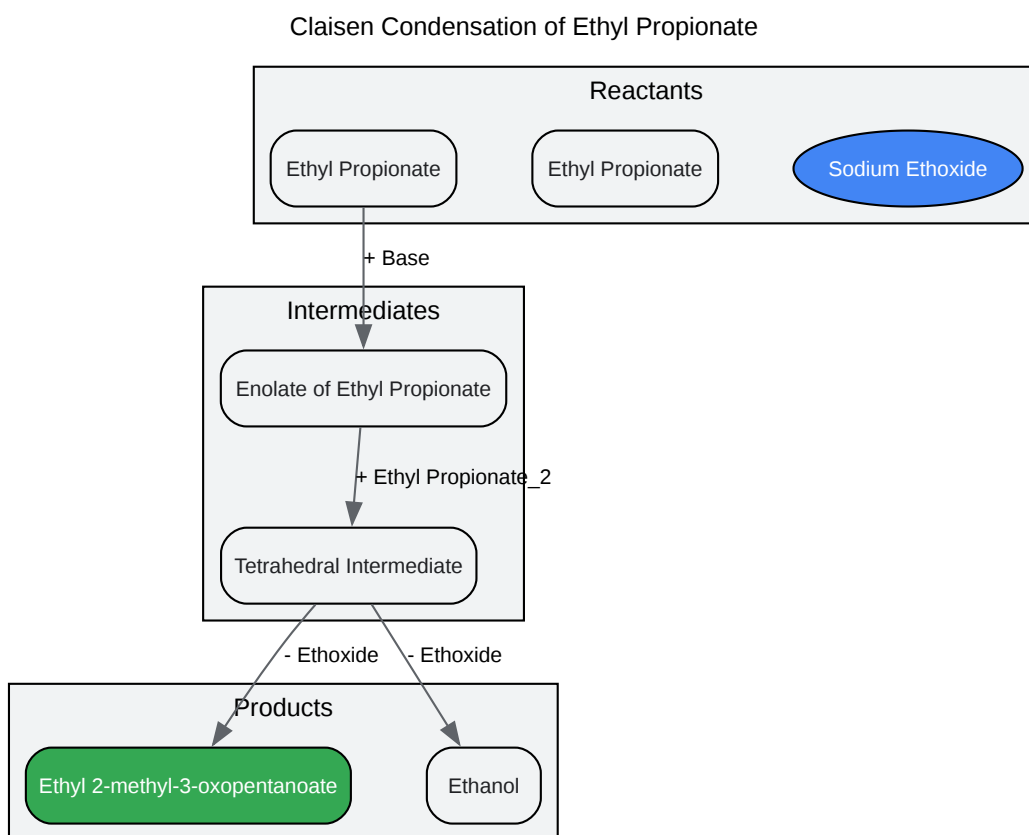 Claisen Condensation of Ethyl Propionate
Reactants
Ethyl Propionate
Ethyl Propionate
Sodium Ethoxide
+ Base
Intermediates
Enolate of Ethyl Propionate
+ Ethyl Propionate_2
Tetrahedral Intermediate
- Ethoxide
- Ethoxide
Products
Ethyl 2-methyl-3-oxopentanoate
Ethanol